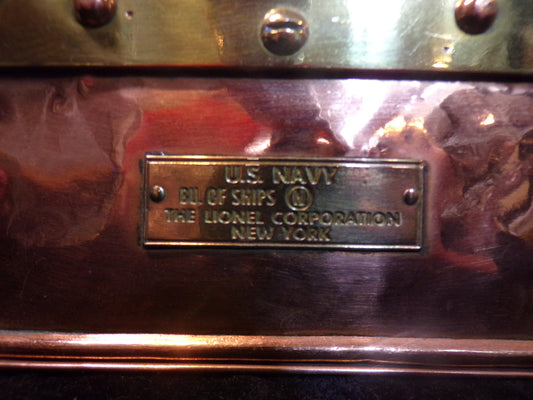 U.S. NAVY
BU. OF SHIPS
THE LIONEL CORPORATION
NEW YORK